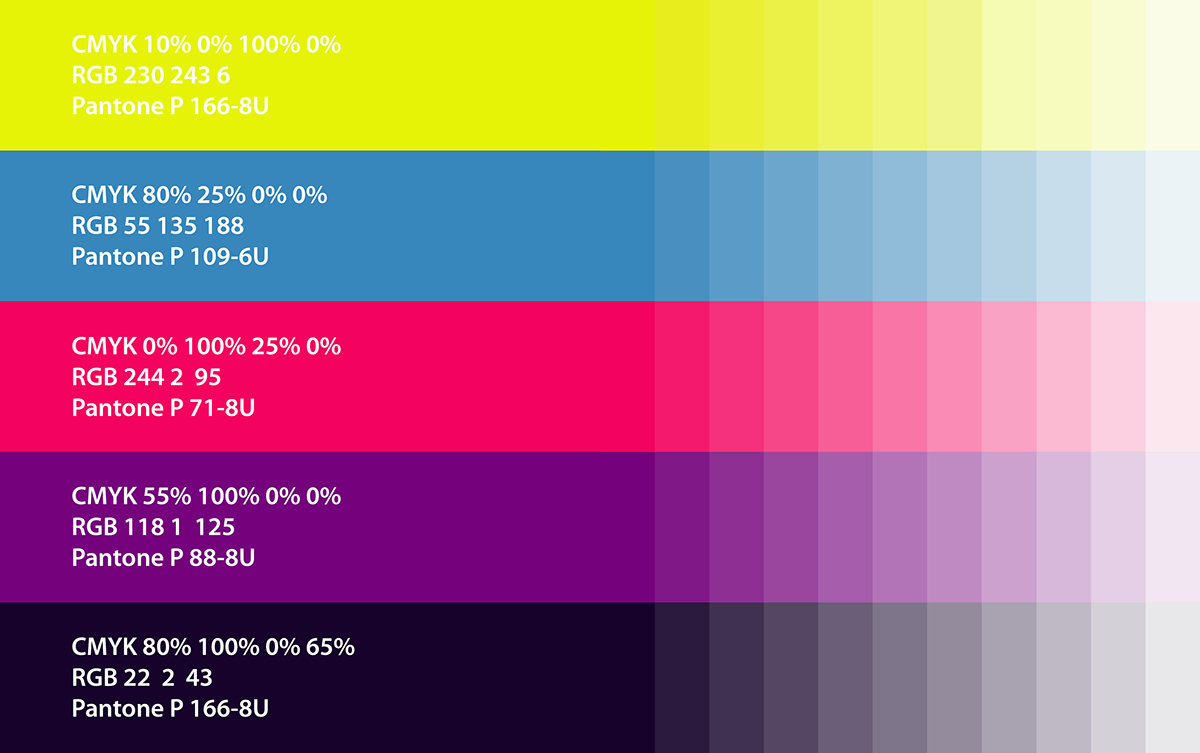 CMYK 10% 0% 100% 0%
RGB 230 243 6
Pantone P 166-8U
CMYK 80% 25% 0% 0%
RGB 55 135 188
Pantone P 109-6U
CMYK 0% 100% 25% 0%
RGB 244 2  95
Pantone P 71-8U
CMYK 55% 100% 0% 0%
RGB 118 1  125
Pantone P 88-8U
CMYK 80% 100% 0% 65%
RGB 22  2  43
Pantone P 166-8U